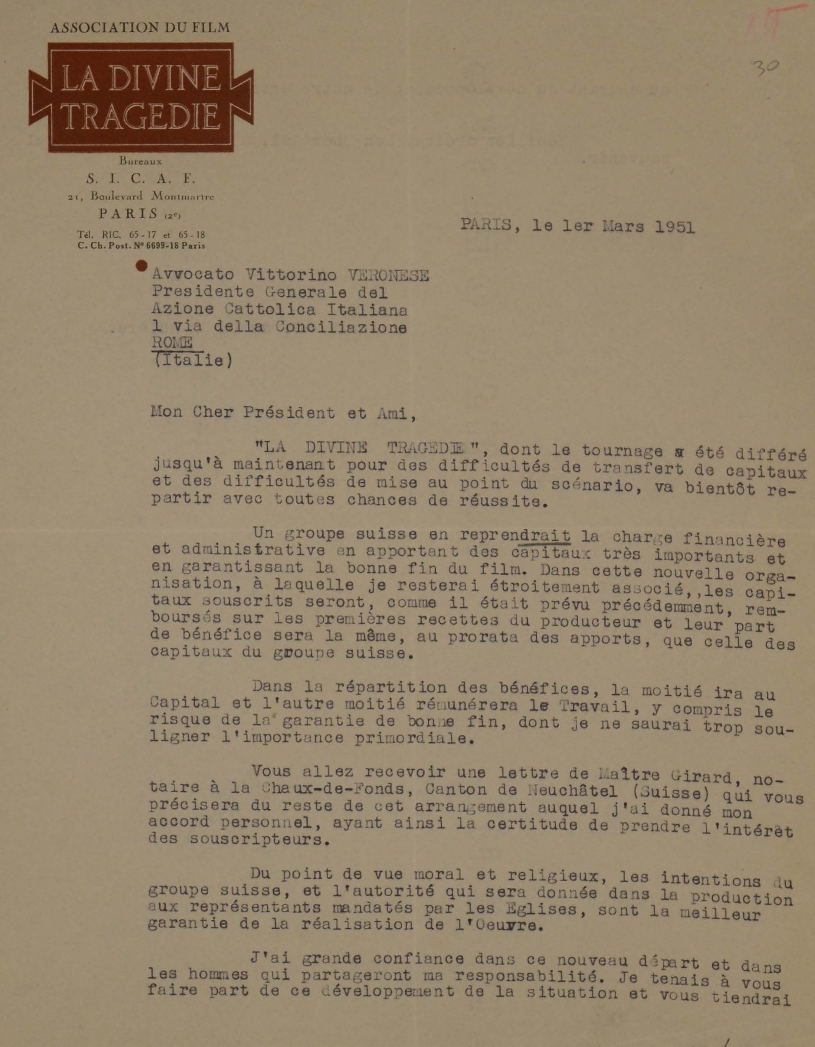 ASSOCIATION DU FILM
LA DIVINE
TRAGEDIE
Bureaux
S. I. C. A. F.
21, Boulevard Montmartre
PARIS (2e)
Tél. RIC. 65-17 et 65-18
C. Ch. Post. N° 6699-18 Paris
30
PARIS, le 1er Mars 1951
Avvocato Vittorino VERONESE
Presidente Generale del
Azione Cattolica Italiana
1 via della Conciliazione
ROME
(Italie)
Mon Cher Président et Ami,
"LA DIVINE TRAGEDIE", dont le tournage a été différé
jusqu'à maintenant pour des difficultés de transfert de capitaux
et des difficultés de mise au point du scénario, va bientôt re-
partir avec toutes chances de réussite.
Un groupe suisse en reprendrait la charge financière
et administrative en apportant des capitaux très importants et
en garantissant la bonne fin du film. Dans cette nouvelle orga-
nisation, à laquelle je resterai étroitement associé,,les capi-
taux souscrits seront, comme il était prévu précédemment, rem-
boursés sur les premières recettes du producteur et leur part
de bénéfice sera la même, au prorata des apports, que celle des
capitaux du groupe suisse.
Dans la répartition des bénéfices, la moitié ira au
Capital et l'autre moitié rémunérera le Travail, y compris le
risque de la garantie de bonne fin, dont je ne saurai trop sou-
ligner l'importance primordiale.
Vous allez recevoir une lettre de Maître Girard, no-
taire à la Chaux-de-Fonds, Canton de Neuchâtel (Suisse) qui vous
précisera du reste de cet arrangement auquel j'ai donné mon
accord personnel, ayant ainsi la certitude de prendre l'intérêt
des souscripteurs.
Du point de vue moral et religieux, les intentions du
groupe suisse, et l'autorité qui sera donnée dans la production
aux représentants mandatés par les Eglises, sont la meilleur
garantie de la réalisation de l'Oeuvre.
J'ai grande confiance dans ce nouveau départ et dans
les hommes qui partageront ma responsabilité. Je tenais à vous
faire part de ce développement de la situation et vous tiendrai